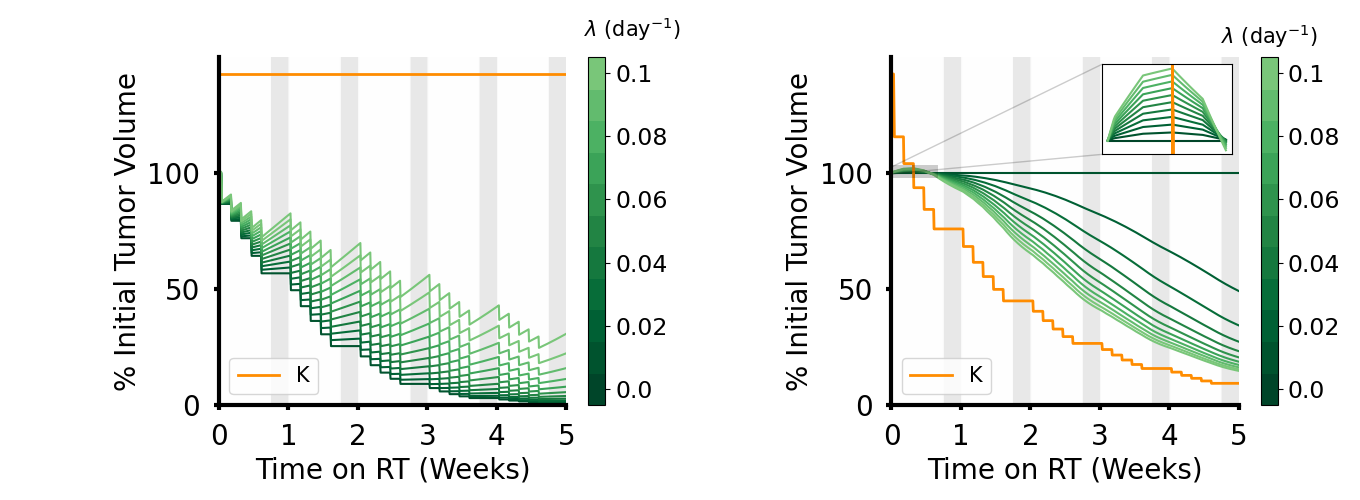 λ (day⁻¹)
% Initial Tumor Volume
100
50
0
K
0 1 2 3 4 5
Time on RT (Weeks)
0.1
0.08
0.06
0.04
0.02
0.0
λ (day⁻¹)
% Initial Tumor Volume
100
50
0
K
0 1 2 3 4 5
Time on RT (Weeks)
0.1
0.08
0.06
0.04
0.02
0.0